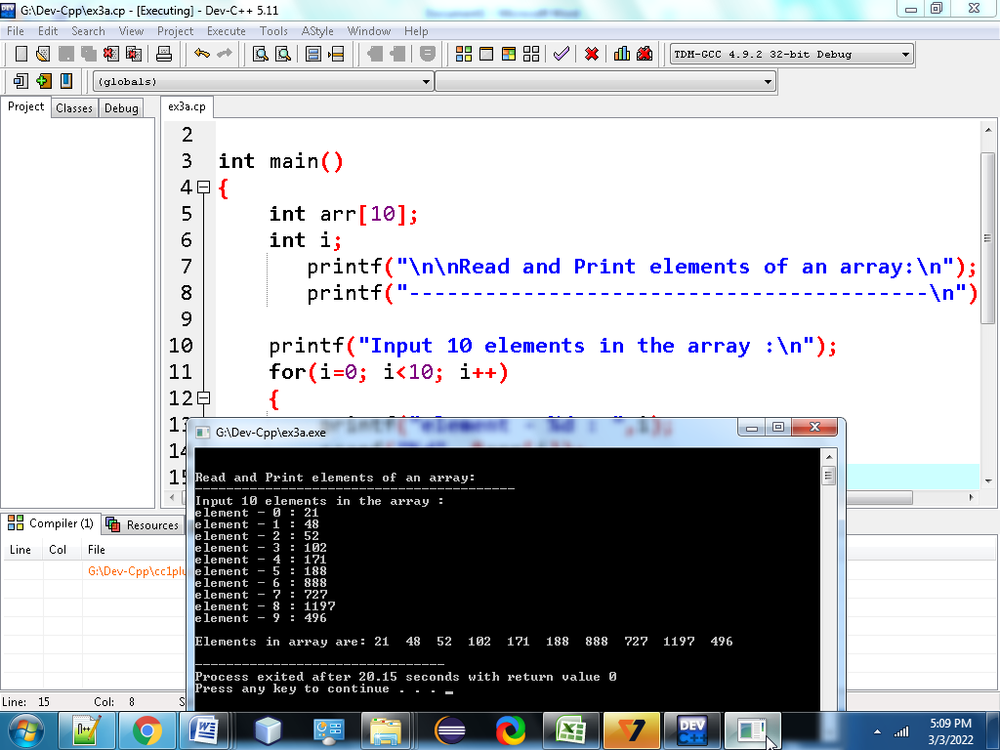 G:\Dev-Cpp\ex3a.cp - [Executing] - Dev-C++ 5.11
File Edit Search View Project Execute Tools AStyle Window Help
TDM-GCC 4.9.2 32-bit Debug
(globals)
Project Classes Debug
ex3a.cp
2
3 int main()
4 {
5 int arr[10];
6 int i;
7 printf("\n\nRead and Print elements of an array:\n");
8 printf("-----------------------------------------\n")
9
10 printf("Input 10 elements in the array :\n");
11 for(i=0; i<10; i++)
12 {
13 printf("element - %d : ",i);
14
15
G:\Dev-Cpp\ex3a.exe
Read and Print elements of an array:
-----------------------------------------
Input 10 elements in the array :
element - 0 : 21
element - 1 : 48
element - 2 : 52
element - 3 : 102
element - 4 : 171
element - 5 : 188
element - 6 : 888
element - 7 : 727
element - 8 : 1197
element - 9 : 496
Elements in array are: 21 48 52 102 171 188 888 727 1197 496
--------------------------------
Process exited after 20.15 seconds with return value 0
Press any key to continue . . . _
Compiler (1) Resources
Line Col File
G:\Dev-Cpp\cc1plu
Line: 15 Col: 8 S
n++
DEV
C++
5:09 PM
3/3/2022